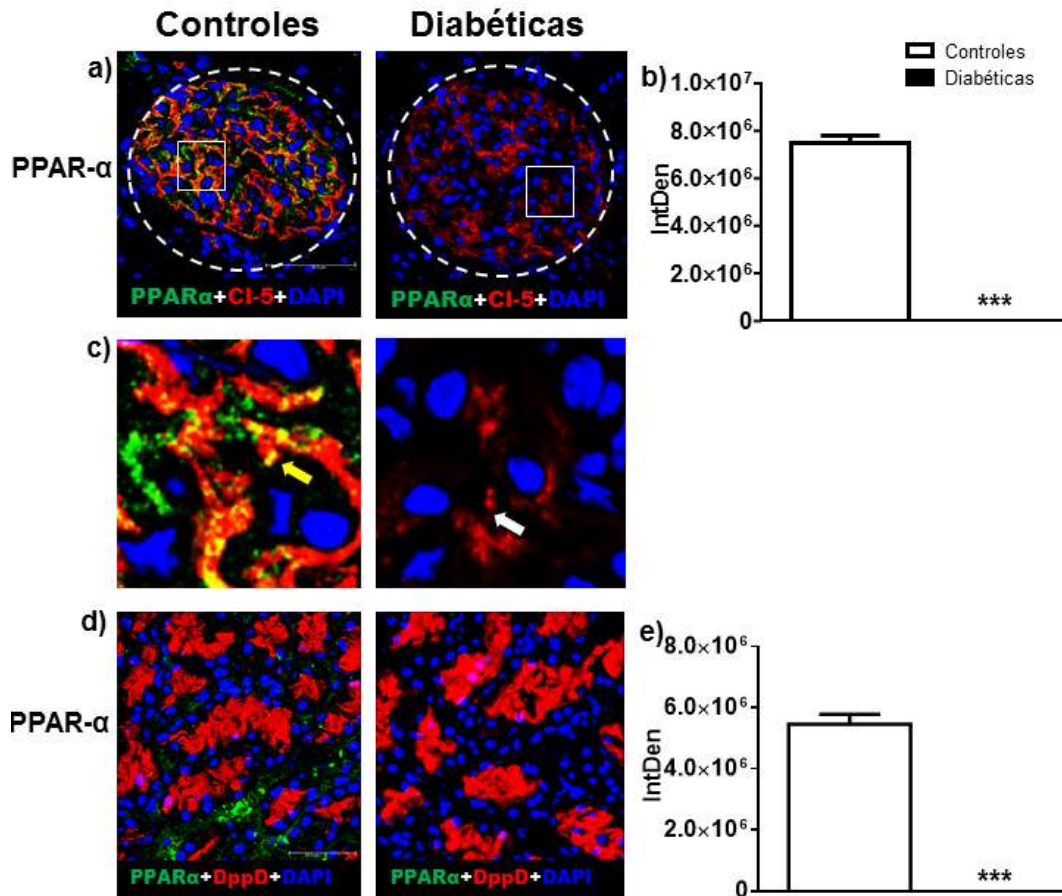 Controles Diabéticas
a)
PPAR-α
PPARα+Cl-5+DAPI
PPARα+Cl-5+DAPI
b)
Controles
Diabéticas
1.0×10⁷
8.0×10⁶
6.0×10⁶
4.0×10⁶
2.0×10⁶
0
IntDen
***
c)
d)
PPAR-α
PPARα+DppD+DAPI
PPARα+DppD+DAPI
e)
8.0×10⁶
6.0×10⁶
4.0×10⁶
2.0×10⁶
0
IntDen
***